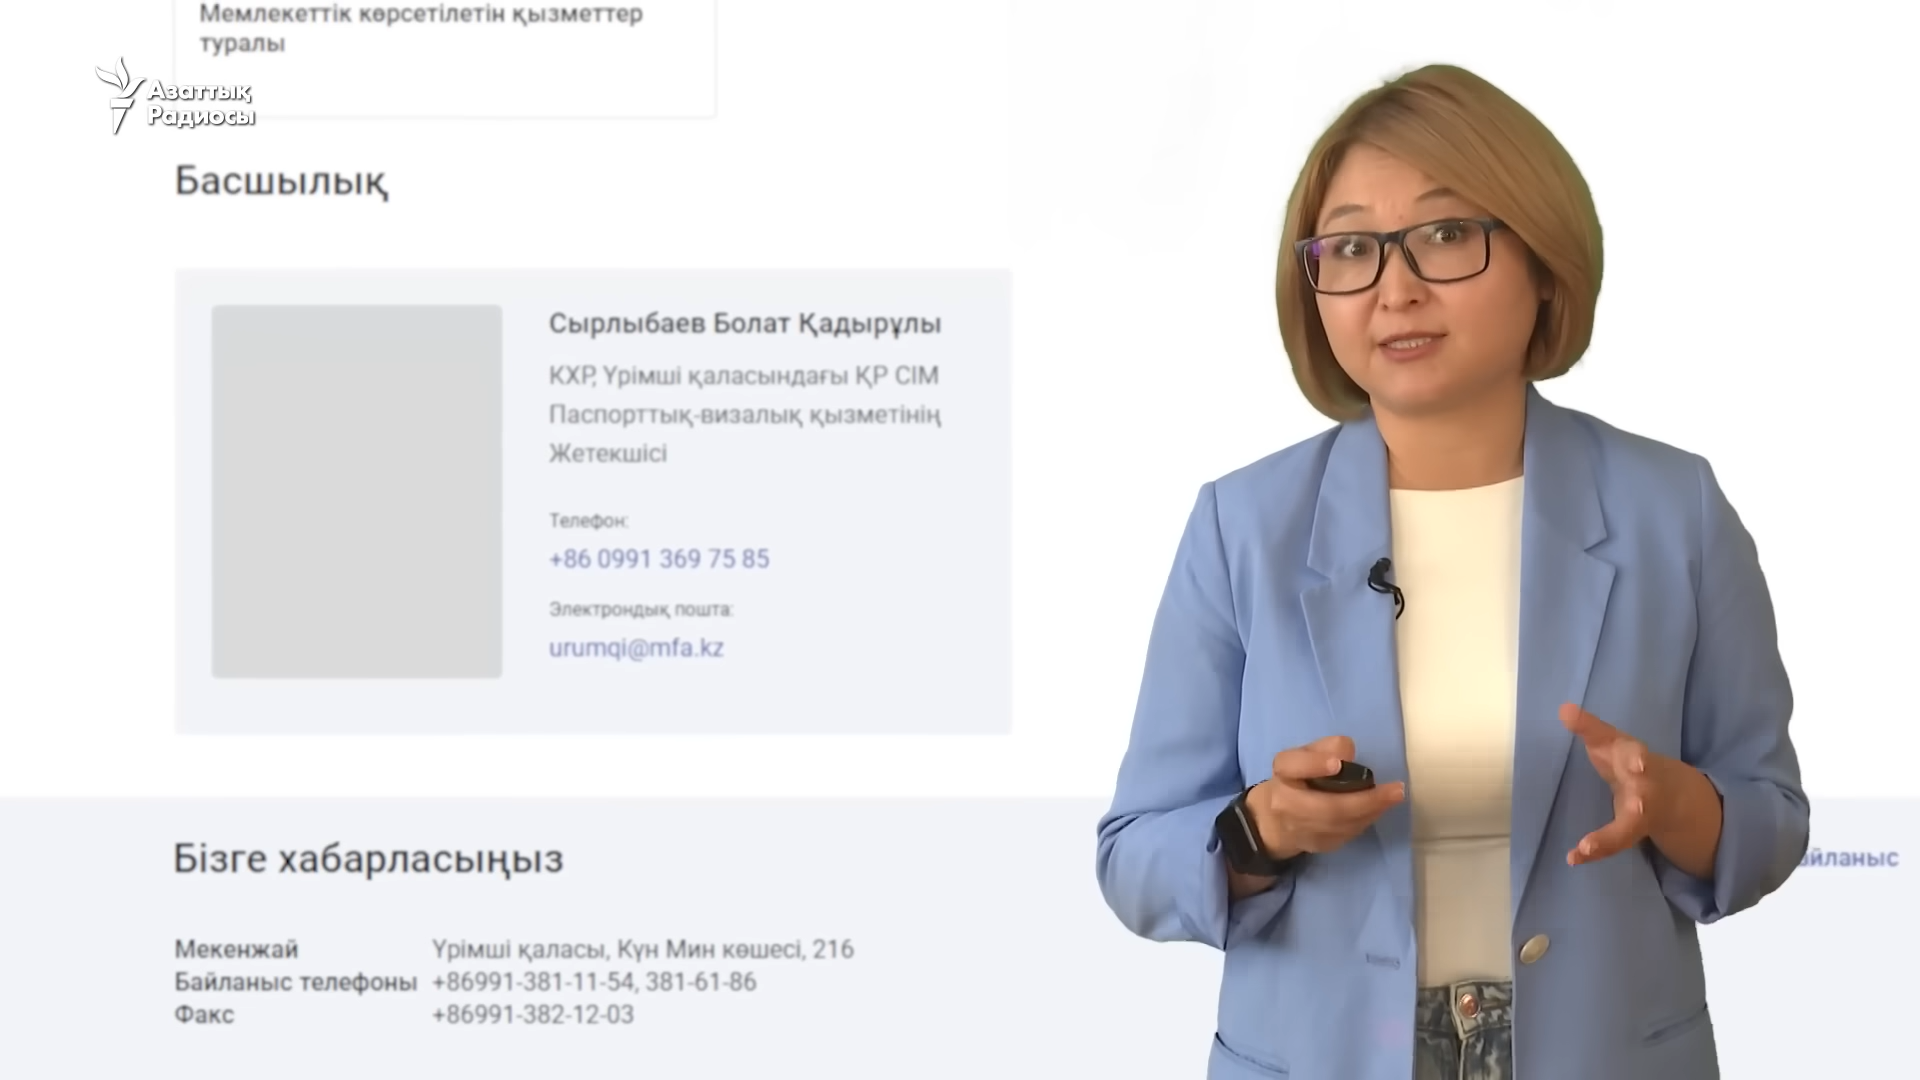 Мемлекеттік көрсетілетін қызметтер
туралы
Азаттық
Радиосы
Басшылық
Сырлыбаев Болат Қадырұлы
ҚХР, Үрімші қаласындағы ҚР СІМ
Паспорттық-визалық қызметінің
Жетекшісі
Телефон:
+86 0991 369 75 85
Электрондық пошта:
urumqi@mfa.kz
Бізге хабарласыңыз
айланыс
Мекенжай Үрімші қаласы, Күн Мин көшесі, 216
Байланыс телефоны +86991-381-11-54, 381-61-86
Факс +86991-382-12-03